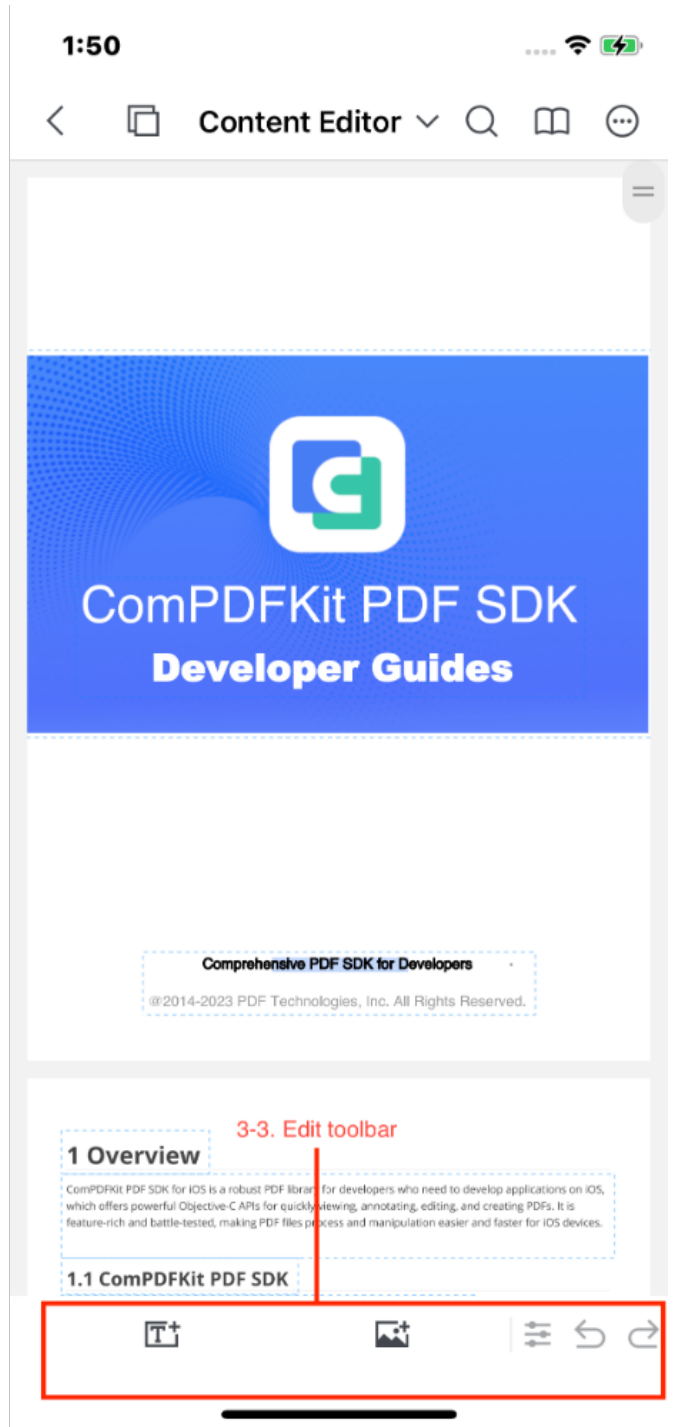 1:50
Content Editor
ComPDFKit PDF SDK
Developer Guides
Comprehensive PDF SDK for Developers
@2014-2023 PDF Technologies, Inc. All Rights Reserved.
3-3. Edit toolbar
1 Overview
ComPDFKit PDF SDK for iOS is a robust PDF library for developers who need to develop applications on iOS,
which offers powerful Objective-C APIs for quickly viewing, annotating, editing, and creating PDFs. It is
feature-rich and battle-tested, making PDF files process and manipulation easier and faster for iOS devices.
1.1 ComPDFKit PDF SDK